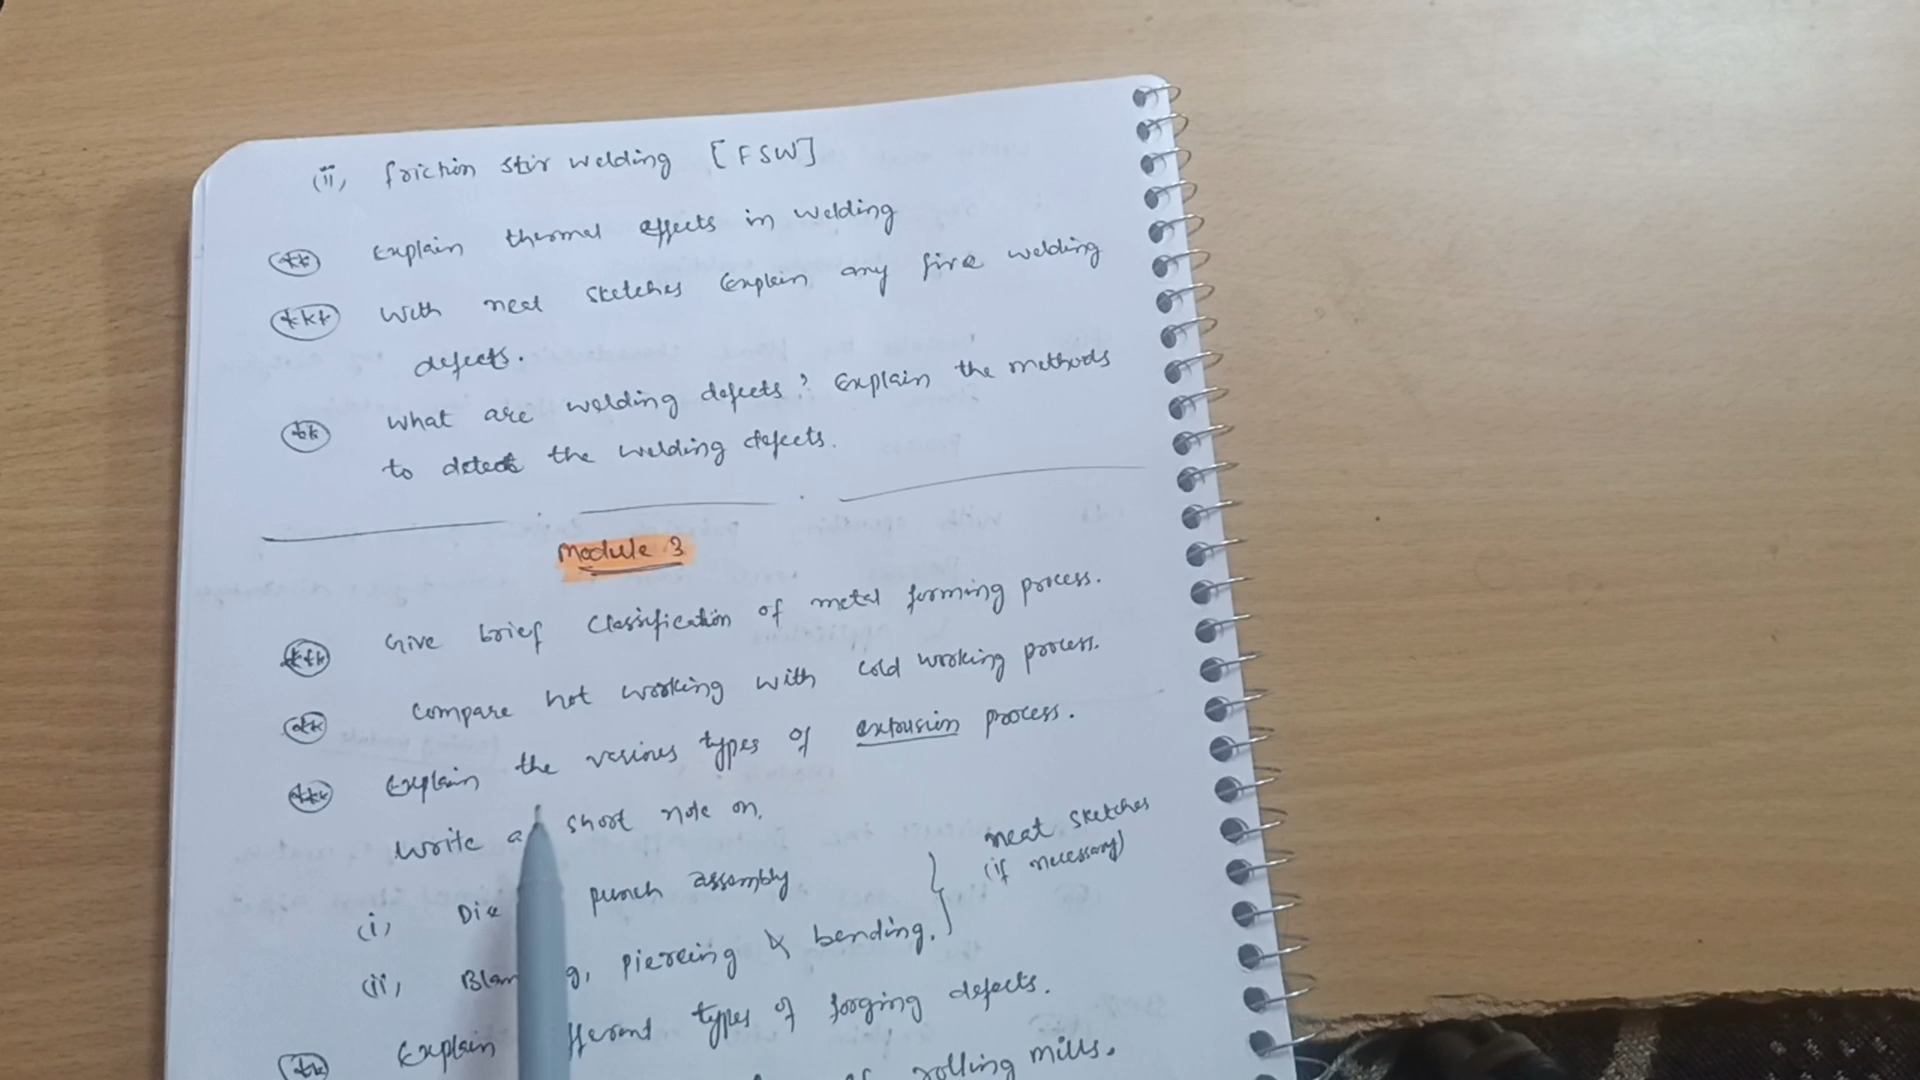 (ii, friction stir welding [FSW]
** Explain thermal effects in welding
*** With neat sketches explain any five welding
defects.
** What are welding defects? Explain the methods
to detect the welding defects.
Module 3
*** Give brief classification of metal forming process.
** Compare hot working with cold working process.
*** Explain the various types of extrusion process.
Write a short note on.
(i) Die punch assembly
(ii, Blan g, piercing & bending.
neat sketches
(if necessary)
** Explain fferent types of forging defects.
of rolling mills.